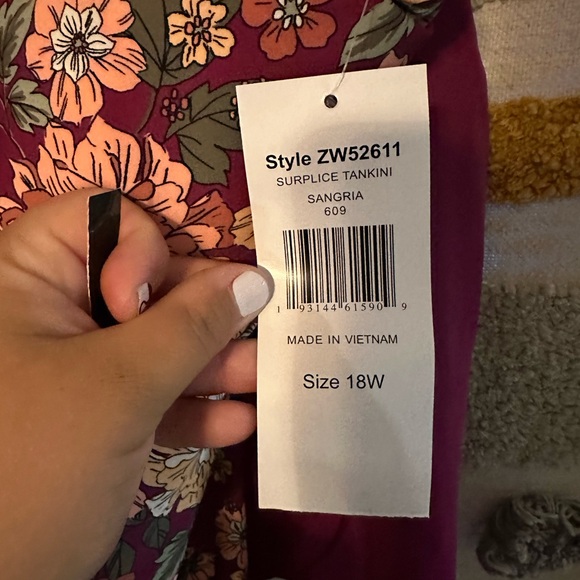 Style ZW52611
SURPLICE TANKINI
SANGRIA
609
1 93144 61590 9
MADE IN VIETNAM
Size 18W